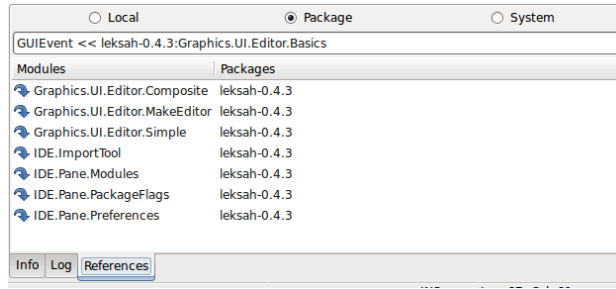 Local Package System
GUIEvent << leksah-0.4.3:Graphics.UI.Editor.Basics
Modules Packages
Graphics.UI.Editor.Composite leksah-0.4.3
Graphics.UI.Editor.MakeEditor leksah-0.4.3
Graphics.UI.Editor.Simple leksah-0.4.3
IDE.ImportTool leksah-0.4.3
IDE.Pane.Modules leksah-0.4.3
IDE.Pane.PackageFlags leksah-0.4.3
IDE.Pane.Preferences leksah-0.4.3
Info Log References